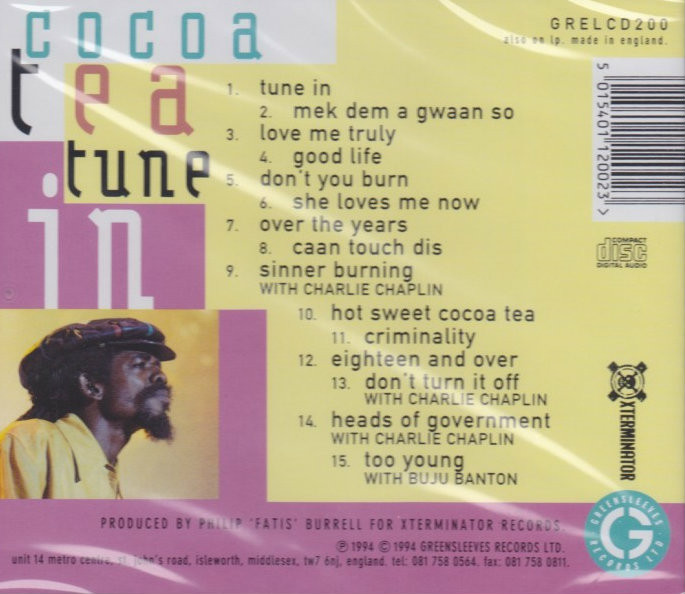 cocoa
tea
tune
in
GRELCD200
also on lp. made in england.
1. tune in
2. mek dem a gwaan so
3. love me truly
4. good life
5. don't you burn
6. she loves me now
7. over the years
8. caan touch dis
9. sinner burning
WITH CHARLIE CHAPLIN
10. hot sweet cocoa tea
11. criminality
12. eighteen and over
13. don't turn it off
WITH CHARLIE CHAPLIN
14. heads of government
WITH CHARLIE CHAPLIN
15. too young
WITH BUJU BANTON
5 015401 120023 >
COMPACT
disc
DIGITAL AUDIO
XTERMINATOR
GREENSLEEVES
G
RECORDS LTD
PRODUCED BY PHILIP 'FATIS' BURRELL FOR XTERMINATOR RECORDS.
℗ 1994 © 1994 GREENSLEEVES RECORDS LTD.
unit 14 metro centre, st. john's road, isleworth, middlesex, tw7 6nj, england. tel: 081 758 0564. fax: 081 758 0811.